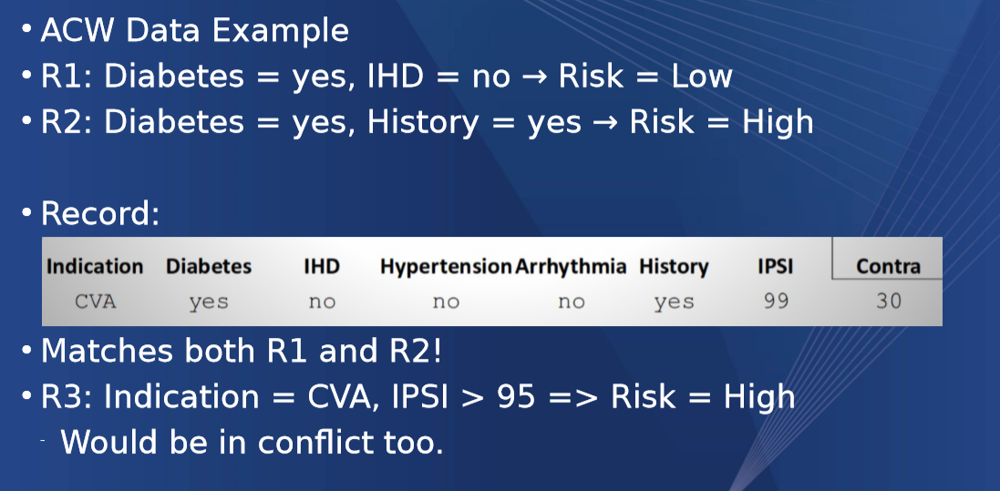 • ACW Data Example
• R1: Diabetes = yes, IHD = no → Risk = Low
• R2: Diabetes = yes, History = yes → Risk = High
• Record:
Indication Diabetes IHD Hypertension Arrhythmia History IPSI Contra
CVA yes no no no yes 99 30
• Matches both R1 and R2!
• R3: Indication = CVA, IPSI > 95 => Risk = High
- Would be in conflict too.